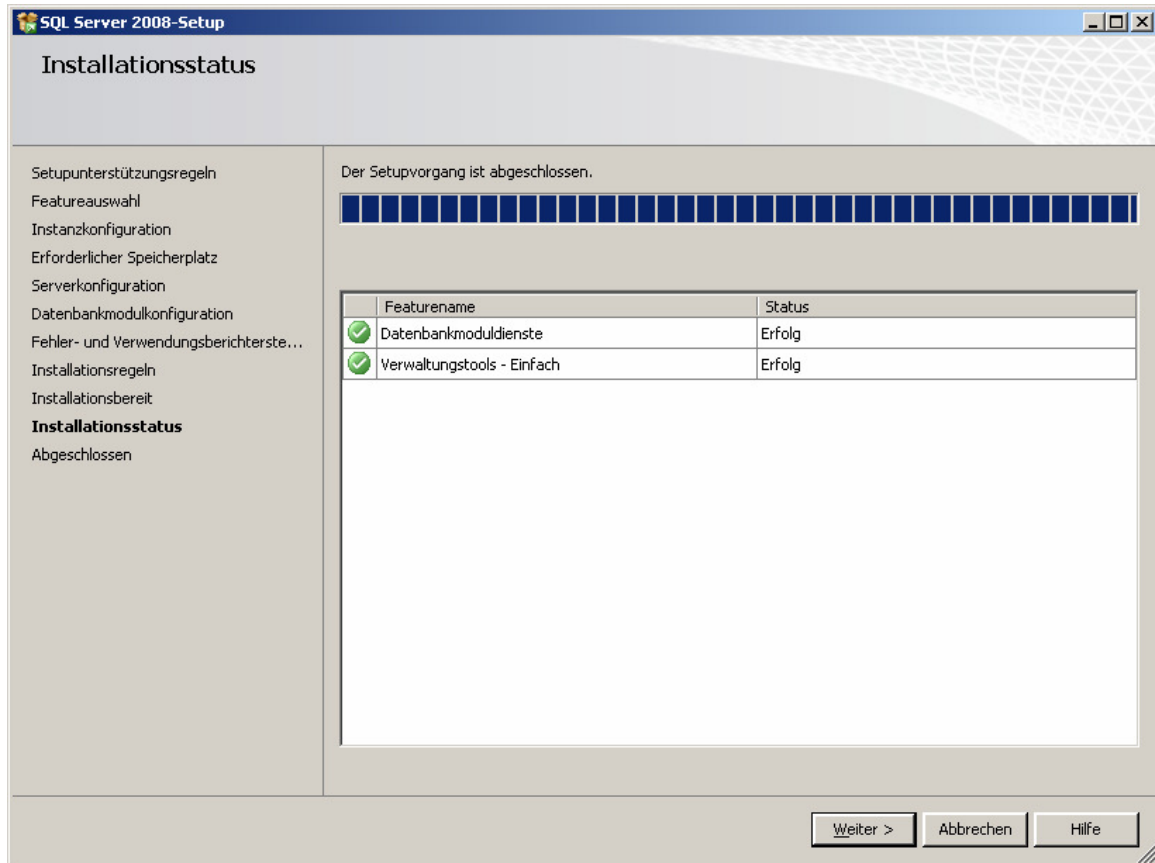 SQL Server 2008-Setup
Installationsstatus
Setupunterstützungsregeln
Featureauswahl
Instanzkonfiguration
Erforderlicher Speicherplatz
Serverkonfiguration
Datenbankmodulkonfiguration
Fehler- und Verwendungsberichterste...
Installationsregeln
Installationsbereit
Installationsstatus
Abgeschlossen
Der Setupvorgang ist abgeschlossen.
Featurename Status
Datenbankmoduldienste Erfolg
Verwaltungstools - Einfach Erfolg
Weiter > Abbrechen Hilfe